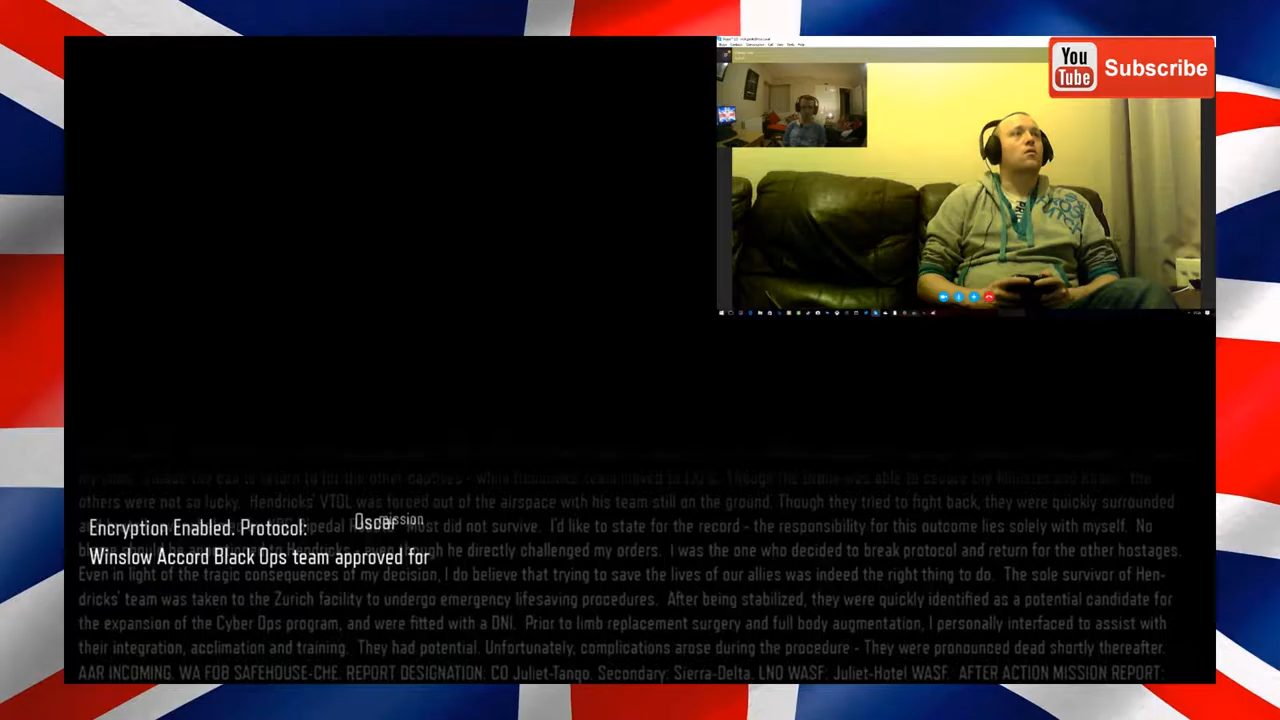 You
Tube
Subscribe
others were not so lucky. Hendricks' VTOL was forced out of the airspace with his team still on the ground. Though they tried to fight back, they were quickly surrounded
Encryption Enabled. Protocol: Oscar mission
did not survive. I'd like to state for the record - the responsibility for this outcome lies solely with myself. No
Winslow Accord Black Ops team approved for
he directly challenged my orders. I was the one who decided to break protocol and return for the other hostages.
Even in light of the tragic consequences of my decision, I do believe that trying to save the lives of our allies was indeed the right thing to do. The sole survivor of Hen-
dricks' team was taken to the Zurich facility to undergo emergency lifesaving procedures. After being stabilized, they were quickly identified as a potential candidate for
the expansion of the Cyber Ops program, and were fitted with a DNI. Prior to limb replacement surgery and full body augmentation, I personally interfaced to assist with
their integration, acclimation and training. They had potential. Unfortunately, complications arose during the procedure - They were pronounced dead shortly thereafter.
AAR INCOMING. WA FOB SAFEHOUSE-CHE. REPORT DESIGNATION: CO Juliet-Tango. Secondary: Sierra-Delta. LNO WASF: Juliet-Hotel WASF. AFTER ACTION MISSION REPORT: